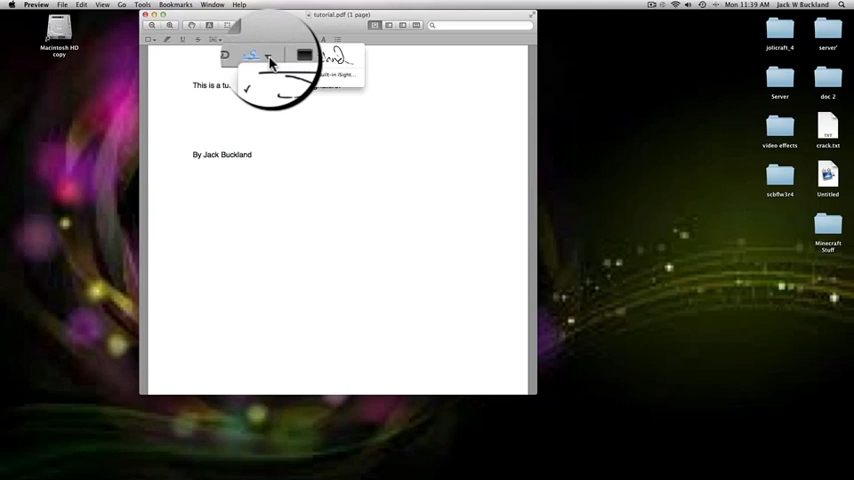 Preview File Edit View Go Tools Bookmarks Window Help
Mon 11:39 AM Jack W Buckland
tutorial.pdf (1 page)
Macintosh HD
copy
jolicraft_4
server'
Server
doc 2
TXT
video effects
crack.txt
scbflw3r4
Untitled
Minecraft
Stuff
This is a
By Jack Buckland